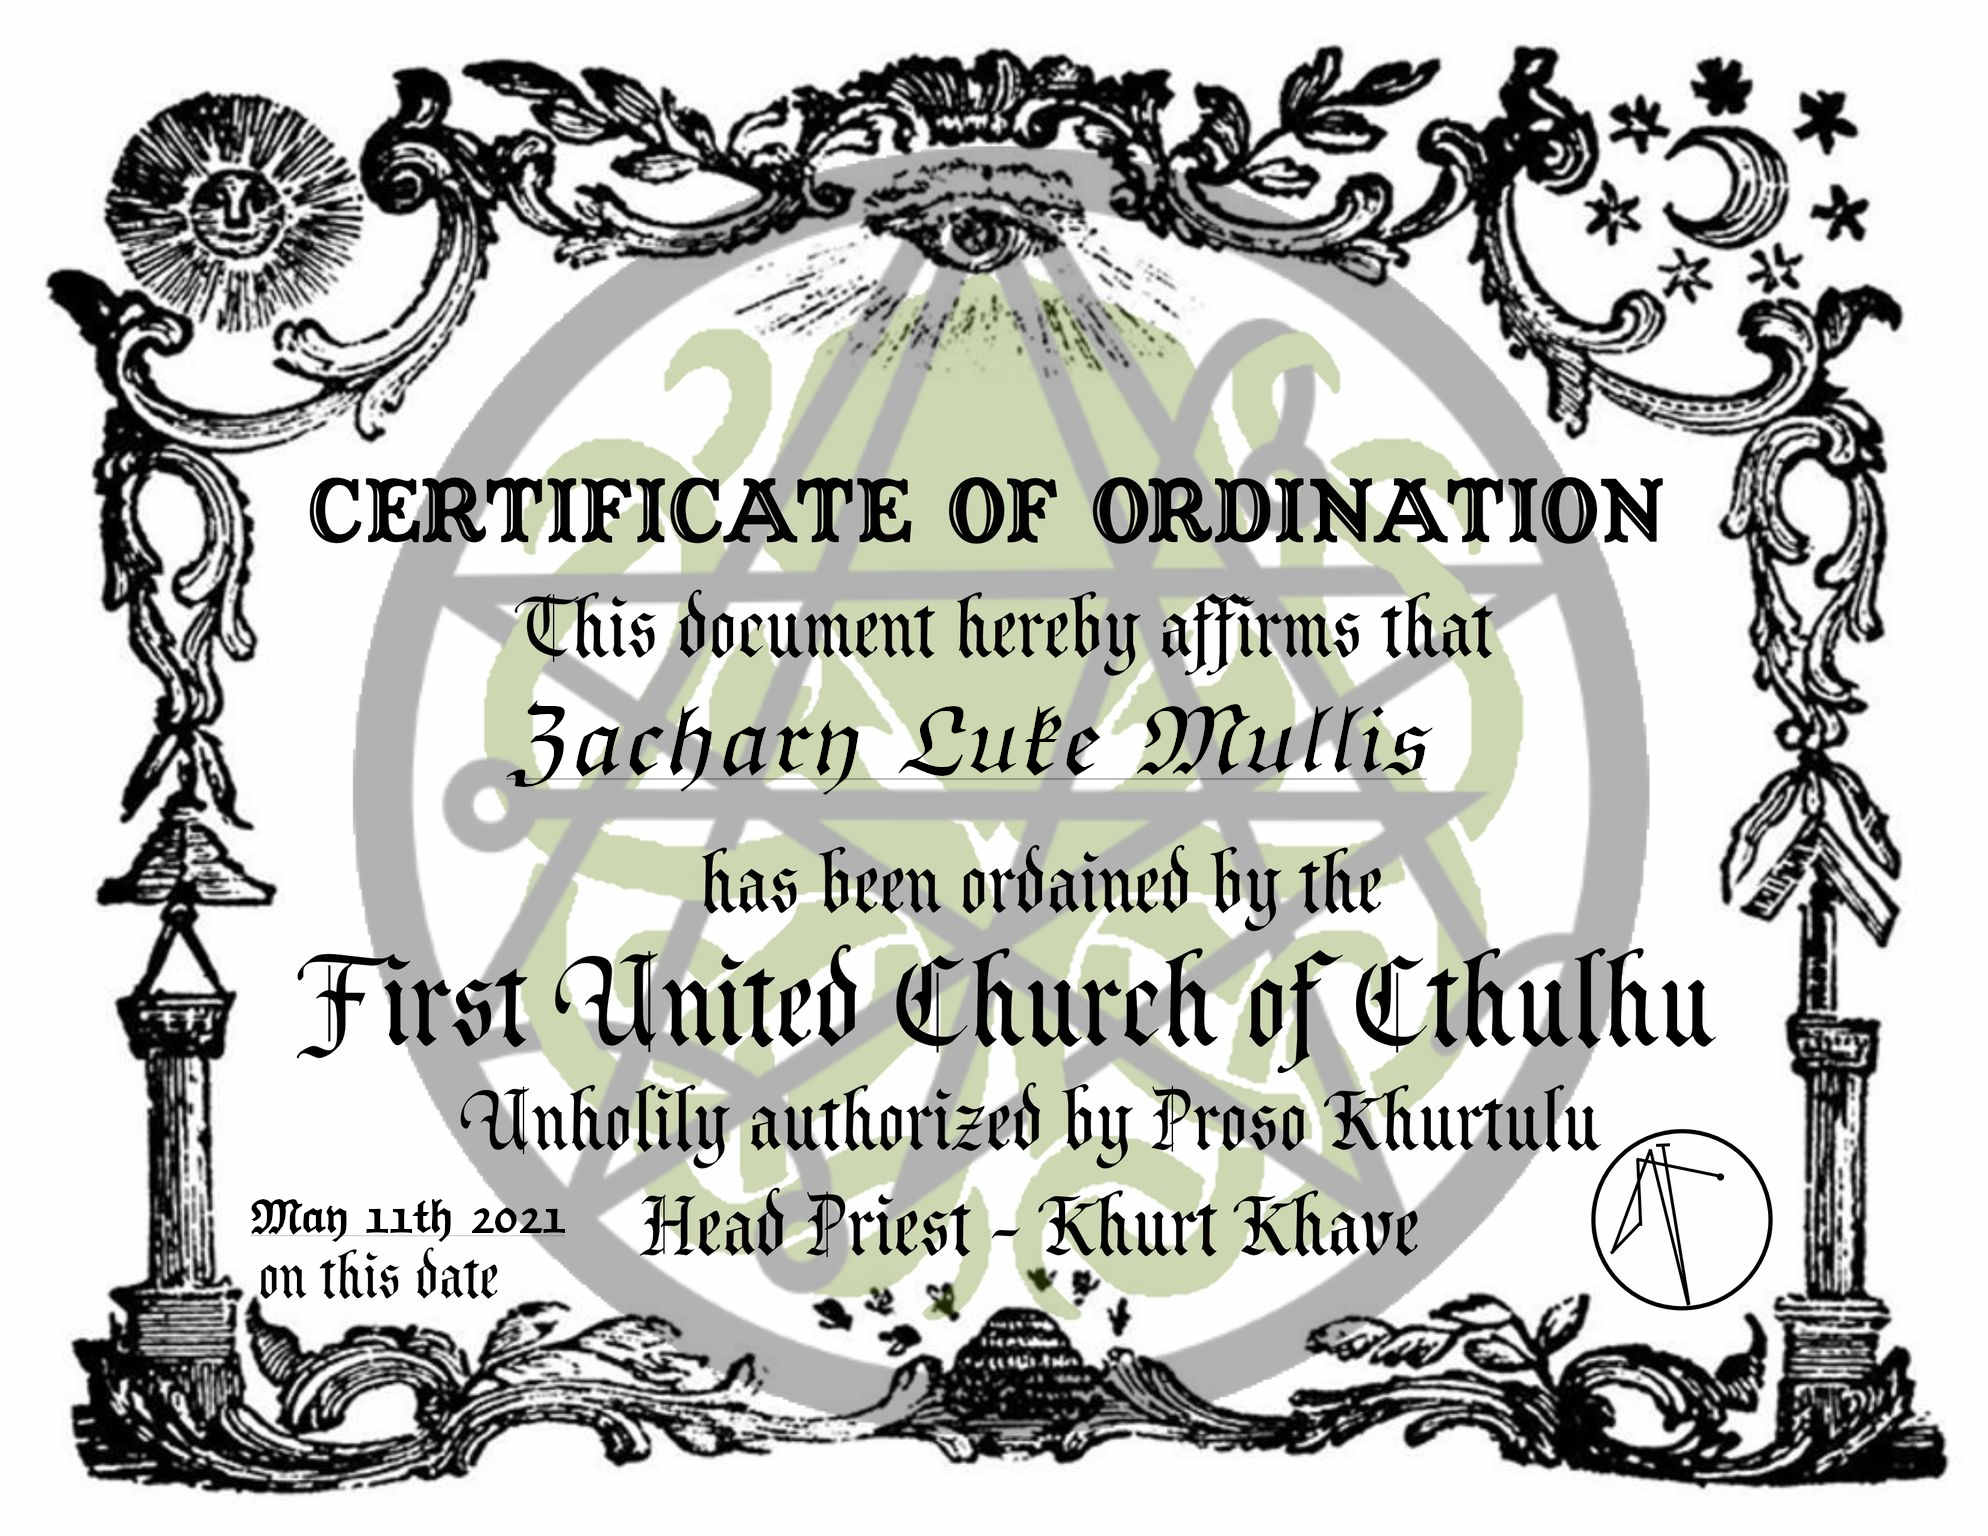 CERTIFICATE OF ORDINATION
This document hereby affirms that
Zachary Luke Mullis
has been ordained by the
First United Church of Cthulhu
Unholily authorized by Proso Khurtulu
Head Priest - Khurt Khave
May 11th 2021
on this date